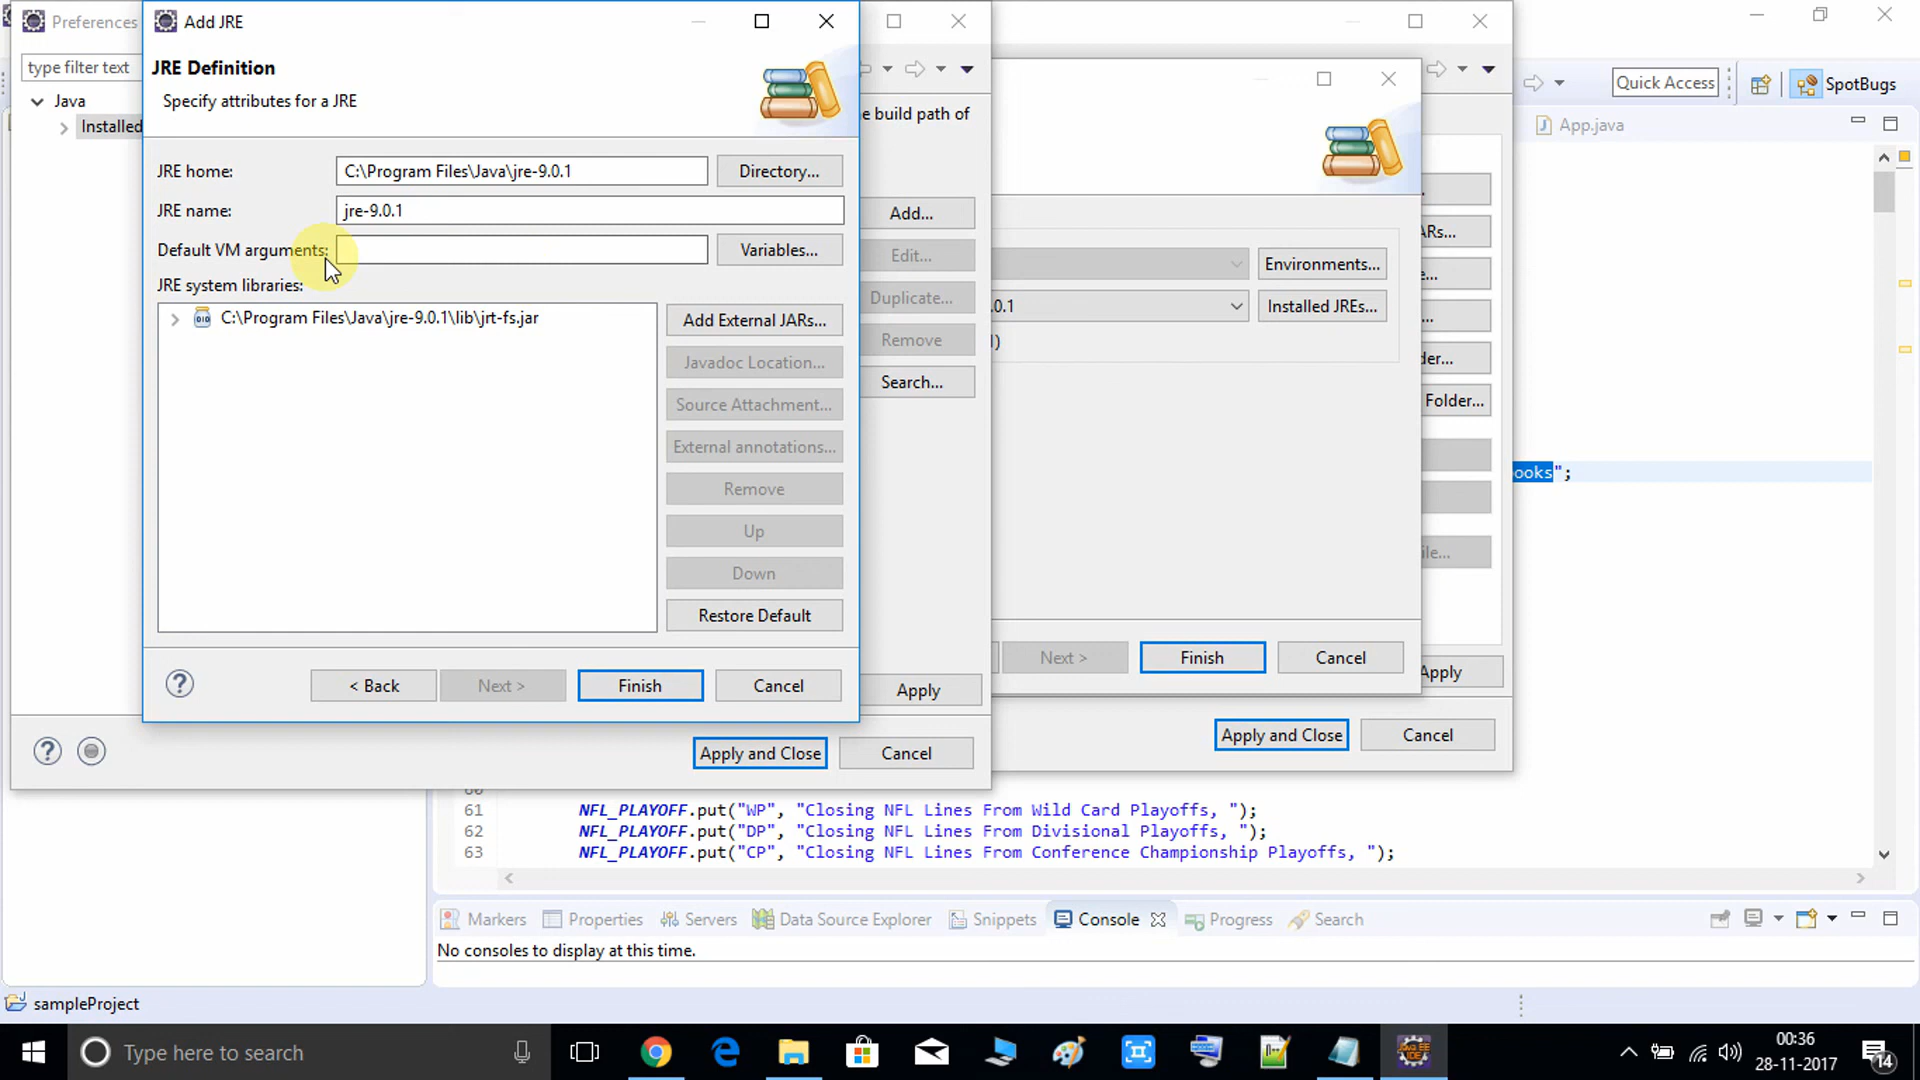 Preferences
Add JRE
JRE Definition
Specify attributes for a JRE
type filter text
Java
Installed
JRE home:
C:\Program Files\Java\jre-9.0.1
Directory...
JRE name:
jre-9.0.1
Default VM arguments:
Variables...
JRE system libraries:
C:\Program Files\Java\jre-9.0.1\lib\jrt-fs.jar
Add External JARs...
Javadoc Location...
Source Attachment...
External annotations...
Remove
Up
Down
Restore Default
< Back
Next >
Finish
Cancel
e build path of
Add...
Edit...
Duplicate...
Remove
Search...
Apply
Apply and Close
Cancel
.0.1
Environments...
Installed JREs...
Next >
Finish
Cancel
ARs...
Folder...
Apply
Apply and Close
Cancel
Quick Access
SpotBugs
App.java
ooks";
61 NFL_PLAYOFF.put("WP", "Closing NFL Lines From Wild Card Playoffs, ");
62 NFL_PLAYOFF.put("DP", "Closing NFL Lines From Divisional Playoffs, ");
63 NFL_PLAYOFF.put("CP", "Closing NFL Lines From Conference Championship Playoffs, ");
Markers
Properties
Servers
Data Source Explorer
Snippets
Console
Progress
Search
No consoles to display at this time.
sampleProject
Type here to search
00:36
28-11-2017
14